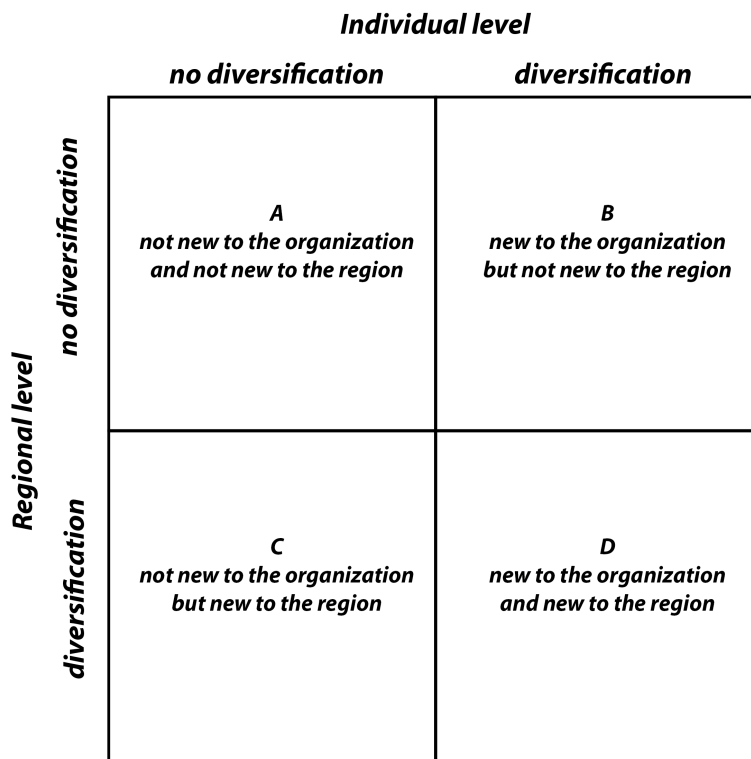 Individual level
no diversification
diversification
Regional level
no diversification
A
not new to the organization
and not new to the region
B
new to the organization
but not new to the region
diversification
C
not new to the organization
but new to the region
D
new to the organization
and new to the region